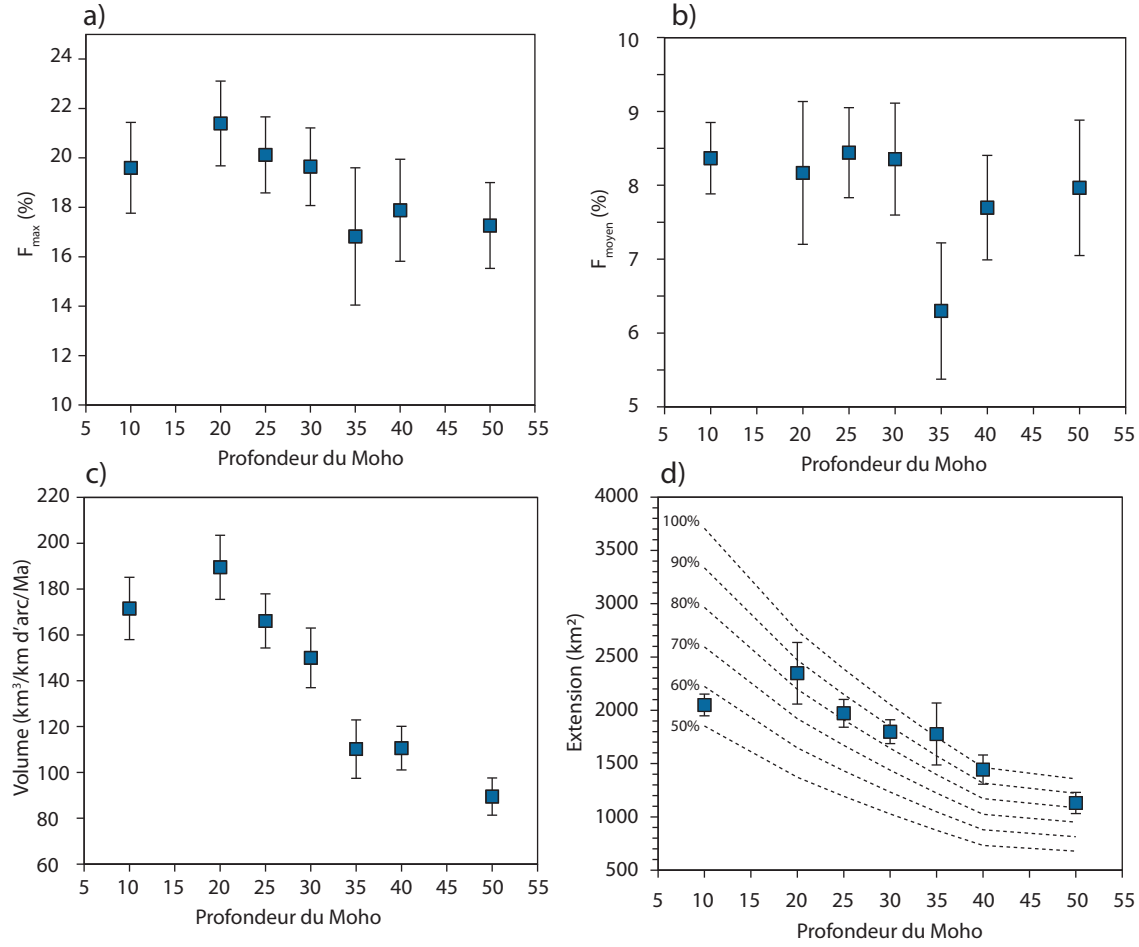 a)
24
22
20
18
16
14
12
10
F max (%)
5 10 15 20 25 30 35 40 45 50 55
Profondeur du Moho
b)
10
9
8
7
6
5
F moyen (%)
5 10 15 20 25 30 35 40 45 50 55
Profondeur du Moho
c)
220
200
180
160
140
120
100
80
60
Volume (km³/km d'arc/Ma)
5 10 15 20 25 30 35 40 45 50 55
Profondeur du Moho
d)
4000
3500
3000
2500
2000
1500
1000
500
Extension (km²)
100%
90%
80%
70%
60%
50%
5 10 15 20 25 30 35 40 45 50 55
Profondeur du Moho